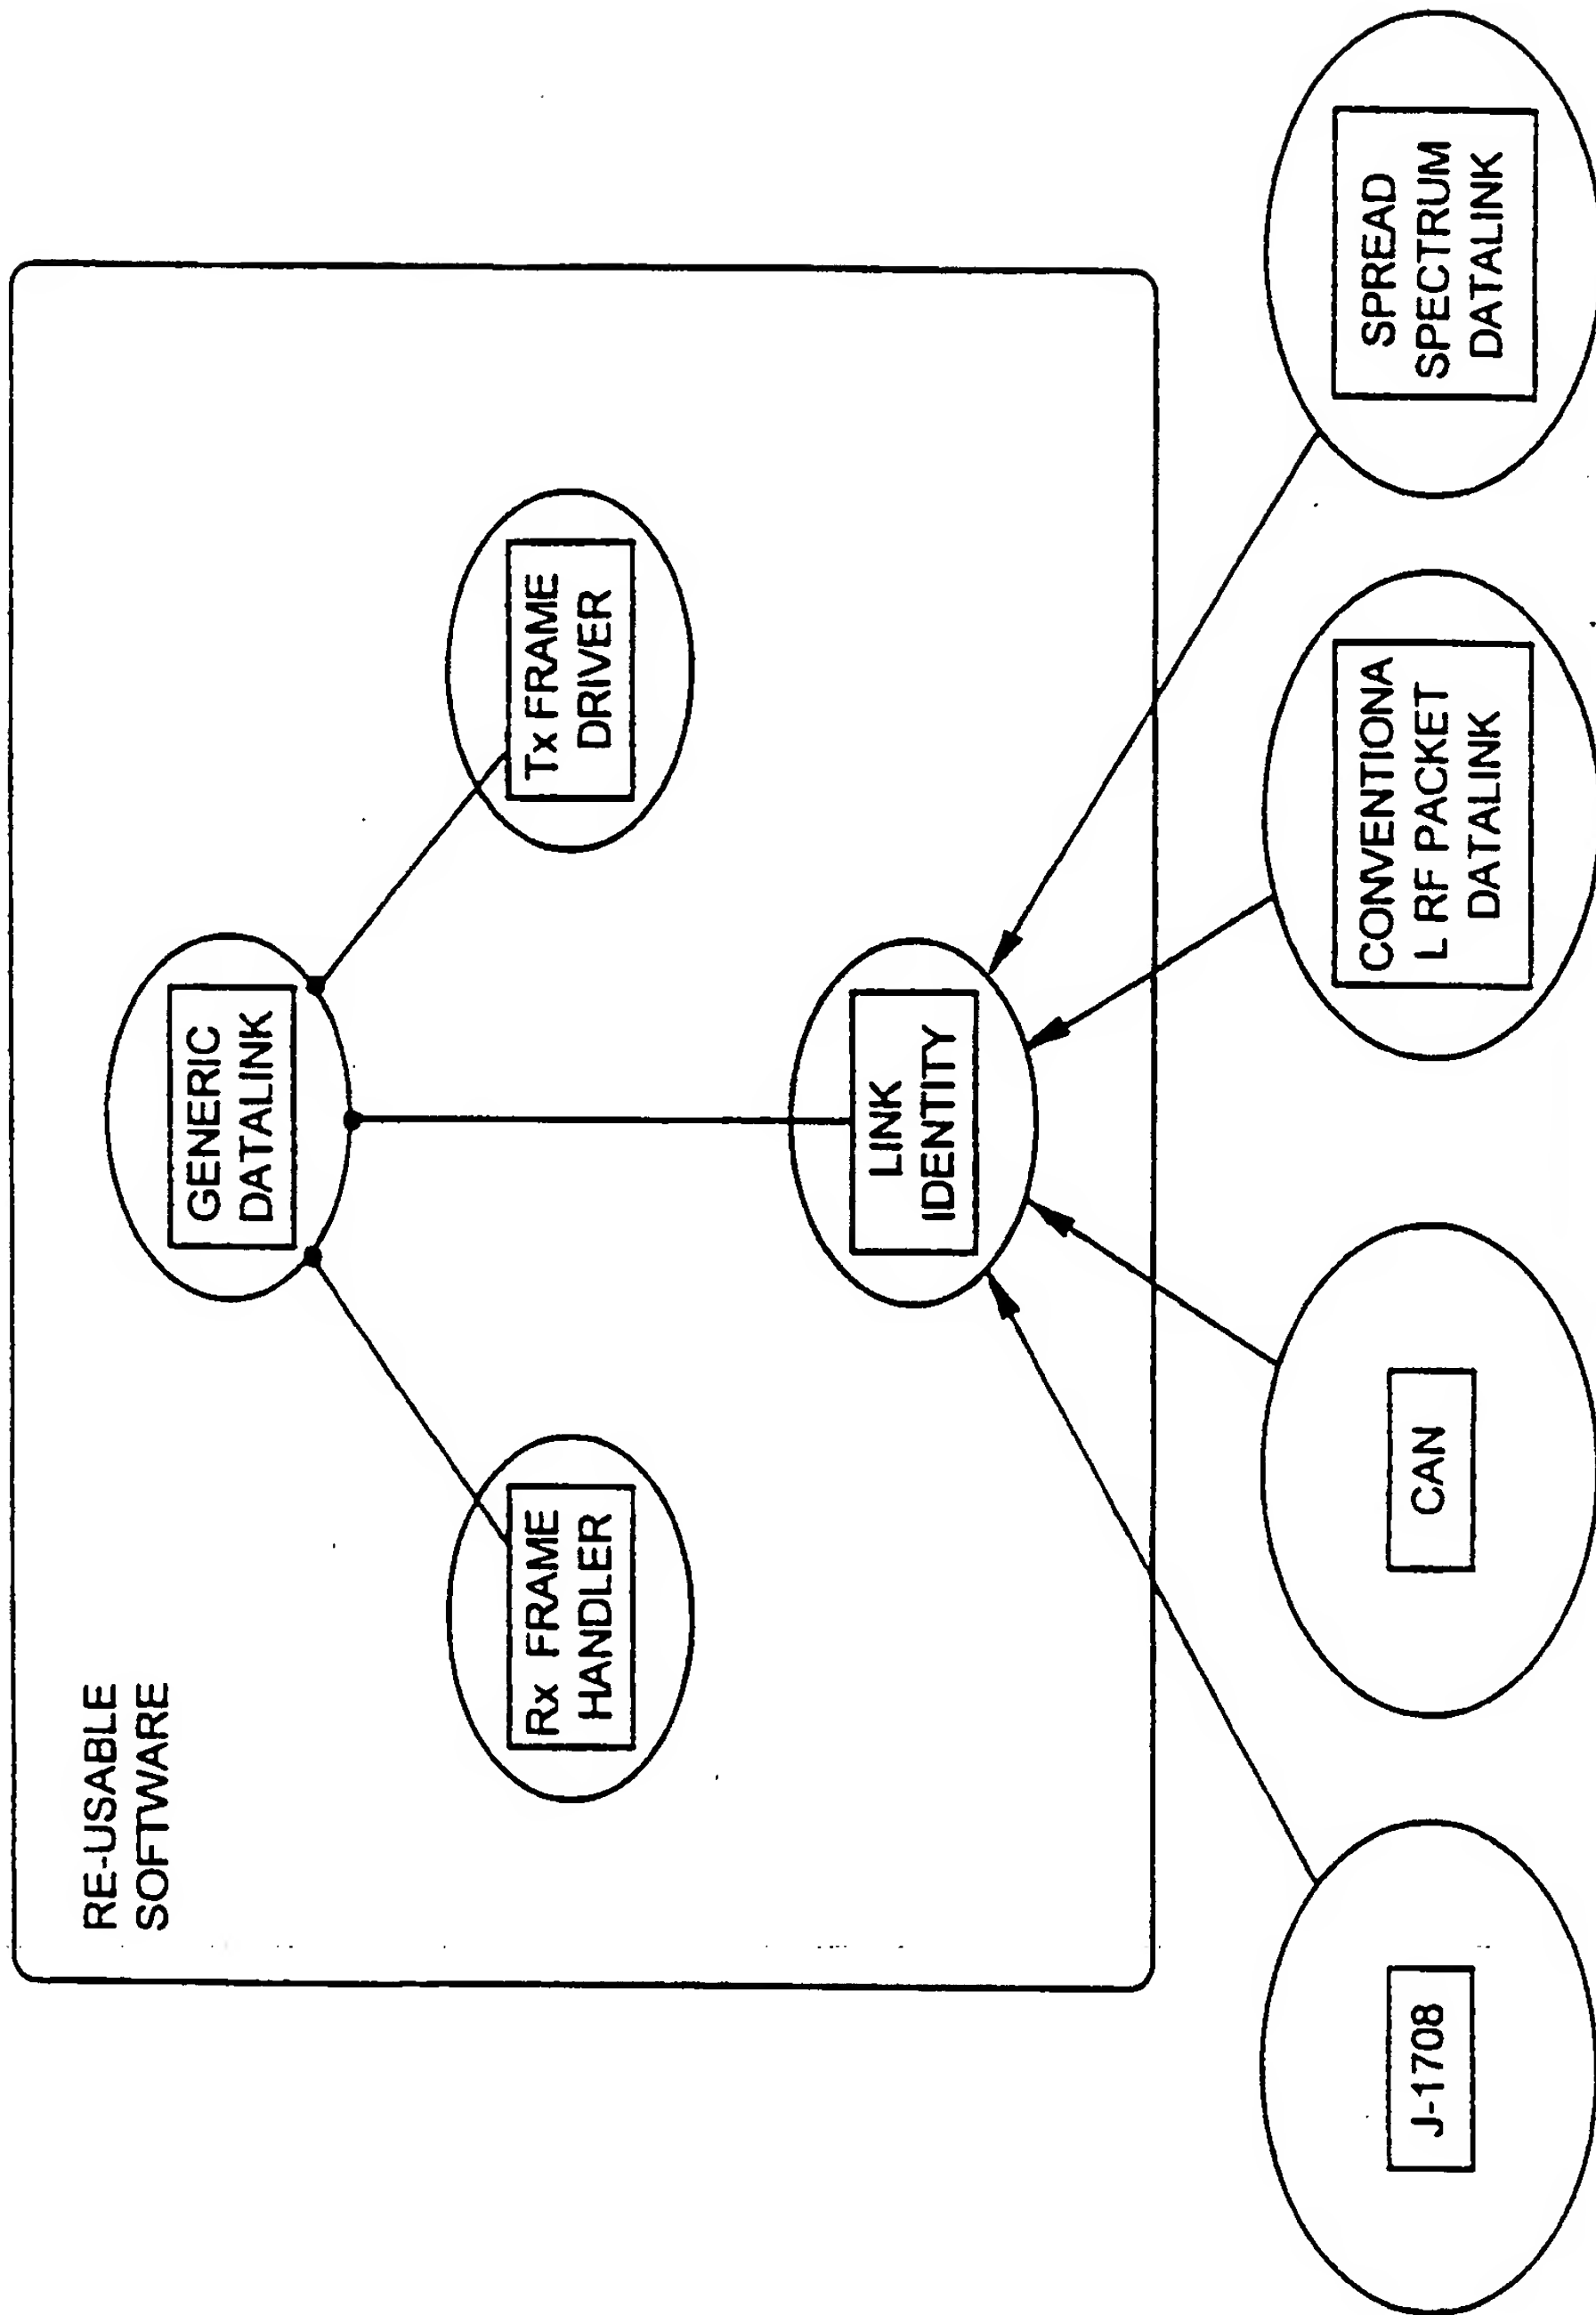 RE-USABLE
SOFTWARE
GENERIC
DATALINK
Rx FRAME
HANDLER
Tx FRAME
DRIVER
LINK
IDENTITY
J-1708
CAN
CONVENTIONA
L RF PACKET
DATALINK
SPREAD
SPECTRUM
DATALINK